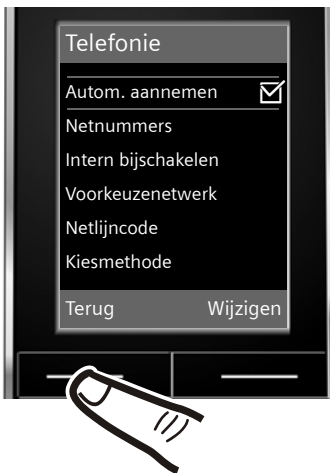 Telefonie
Autom. aannemen
Netnummers
Intern bijschakelen
Voorkeuzenetwerk
Netlijncode
Kiesmethode
Terug Wijzigen